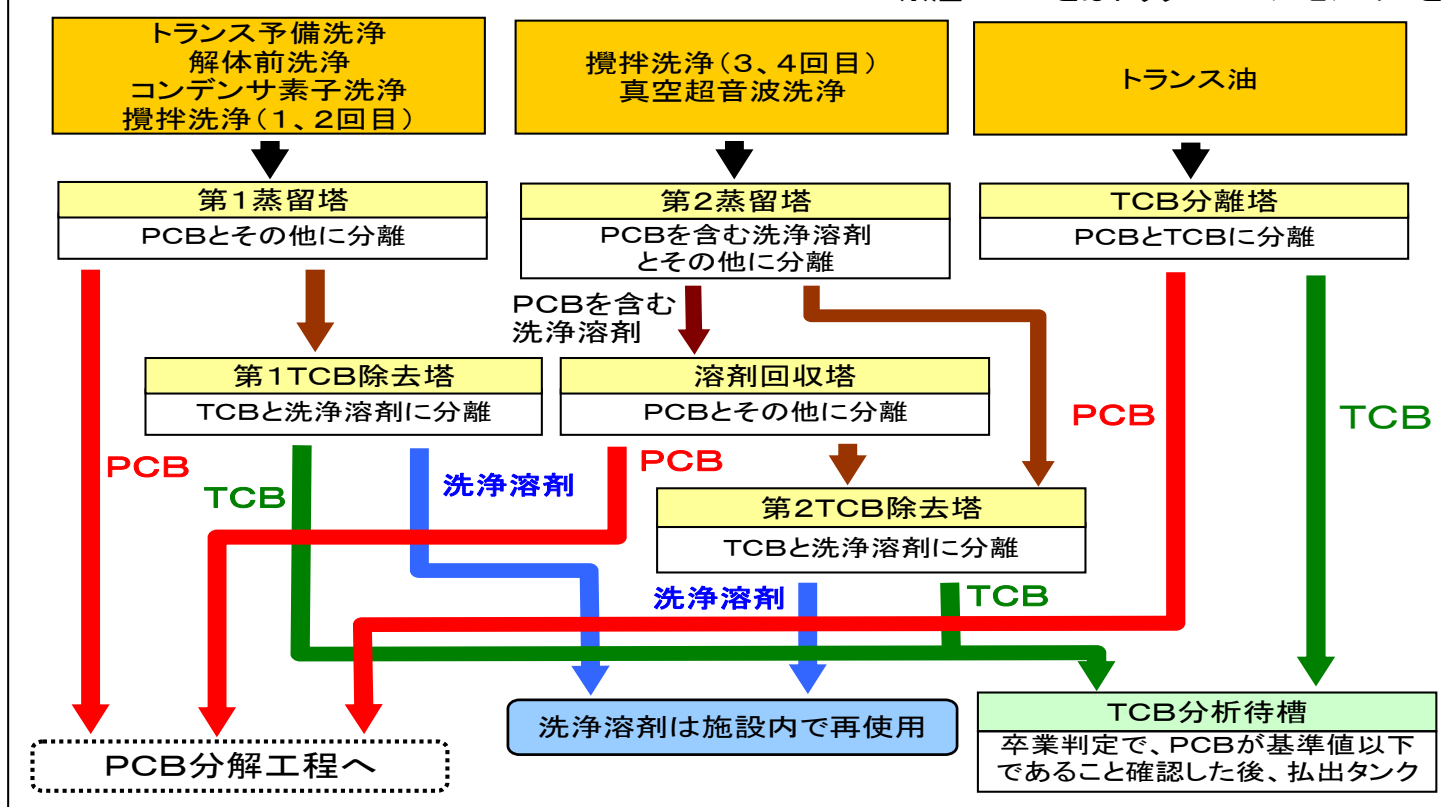 トランス予備洗浄
解体前洗浄
コンデンサ素子洗浄
攪拌洗浄(1、2回目)
攪拌洗浄(3、4回目)
真空超音波洗浄
トランス油
第1蒸留塔
PCBとその他に分離
第2蒸留塔
PCBを含む洗浄溶剤
とその他に分離
TCB分離塔
PCBとTCBに分離
PCBを含む
洗浄溶剤
第1TCB除去塔
TCBと洗浄溶剤に分離
溶剤回収塔
PCBとその他に分離
PCB
TCB
PCB
TCB
洗浄溶剤
PCB
第2TCB除去塔
TCBと洗浄溶剤に分離
洗浄溶剤
TCB
PCB分解工程へ
洗浄溶剤は施設内で再使用
TCB分析待槽
卒業判定で、PCBが基準値以下
であること確認した後、払出タンク